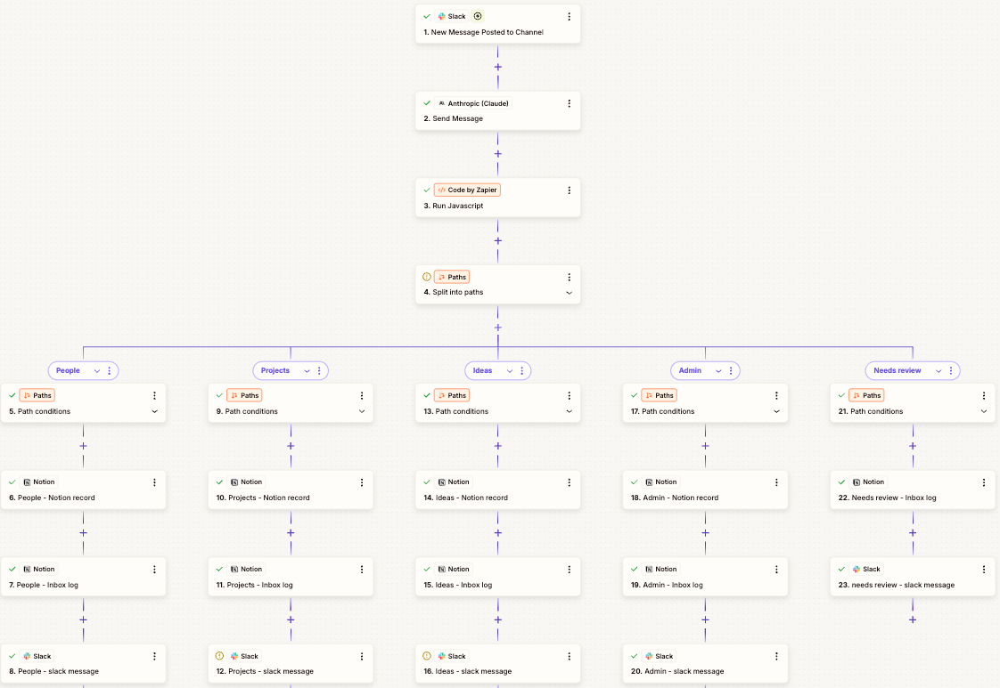 Slack
1. New Message Posted to Channel
Anthropic (Claude)
2. Send Message
Code by Zapier
3. Run Javascript
Paths
4. Split into paths
People
Projects
Ideas
Admin
Needs review
Paths
Paths
Paths
Paths
Paths
5. Path conditions
9. Path conditions
13. Path conditions
17. Path conditions
21. Path conditions
Notion
Notion
Notion
Notion
Notion
6. People - Notion record
10. Projects - Notion record
14. Ideas - Notion record
18. Admin - Notion record
22. Needs review - Inbox log
Notion
Notion
Notion
Notion
Slack
7. People - Inbox log
11. Projects - Inbox log
15. Ideas - Inbox log
19. Admin - Inbox log
23. needs review - slack message
Slack
Slack
Slack
Slack
8. People - slack message
12. Projects - slack message
16. Ideas - slack message
20. Admin - slack message